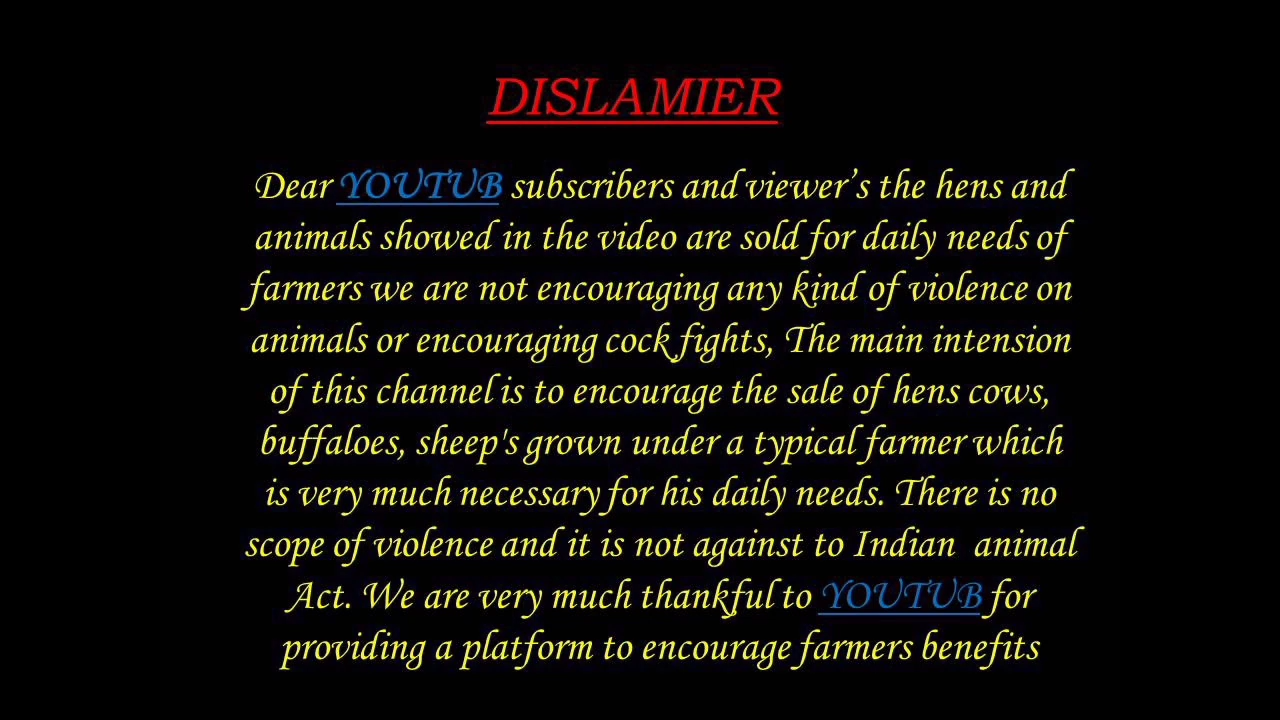 DISLAMIER
Dear YOUTUB subscribers and viewer’s the hens and
animals showed in the video are sold for daily needs of
farmers we are not encouraging any kind of violence on
animals or encouraging cock fights, The main intension
of this channel is to encourage the sale of hens cows,
buffaloes, sheep's grown under a typical farmer which
is very much necessary for his daily needs. There is no
scope of violence and it is not against to Indian  animal
Act. We are very much thankful to YOUTUB for
providing a platform to encourage farmers benefits